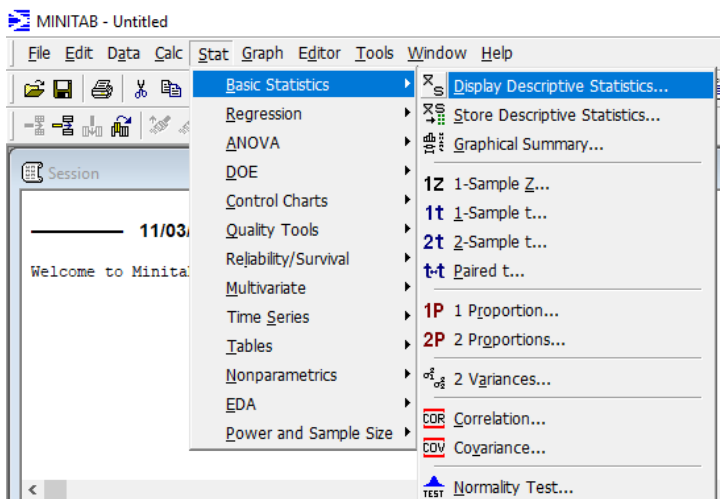 MINITAB - Untitled
File Edit Data Calc Stat Graph Editor Tools Window Help
Basic Statistics
Regression
ANOVA
DOE
Control Charts
Quality Tools
Reliability/Survival
Multivariate
Time Series
Tables
Nonparametrics
EDA
Power and Sample Size
Display Descriptive Statistics...
Store Descriptive Statistics...
Graphical Summary...
1Z 1-Sample Z...
1t 1-Sample t...
2t 2-Sample t...
t-t Paired t...
1P 1 Proportion...
2P 2 Proportions...
2 Variances...
COR Correlation...
COV Covariance...
TEST Normality Test...
Session
11/03/
Welcome to Minita